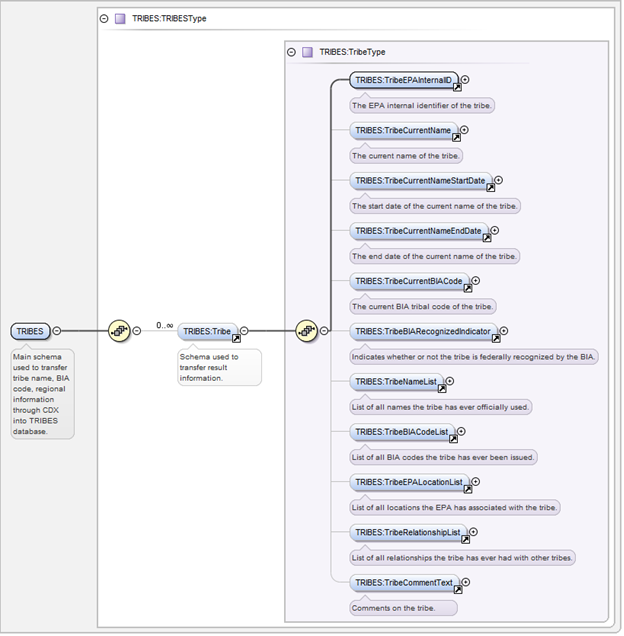 TRIBES:TRIBESType
TRIBES:TribeType
TRIBES:TribeEPAInternalID
The EPA internal identifier of the tribe.
TRIBES:TribeCurrentName
The current name of the tribe.
TRIBES:TribeCurrentNameStartDate
The start date of the current name of the tribe.
TRIBES:TribeCurrentNameEndDate
The end date of the current name of the tribe.
TRIBES:TribeCurrentBIACode
The current BIA tribal code of the tribe.
TRIBES
Main schema
used to transfer
tribe name, BIA
code, regional
information
through CDX
into TRIBES
database.
0..∞
TRIBES:Tribe
Schema used to
transfer result
information.
TRIBES:TribeBIARecognizedIndicator
Indicates whether or not the tribe is federally recognized by the BIA.
TRIBES:TribeNameList
List of all names the tribe has ever officially used.
TRIBES:TribeBIACodeList
List of all BIA codes the tribe has ever been issued.
TRIBES:TribeEPALocationList
List of all locations the EPA has associated with the tribe.
TRIBES:TribeRelationshipList
List of all relationships the tribe has ever had with other tribes.
TRIBES:TribeCommentText
Comments on the tribe.